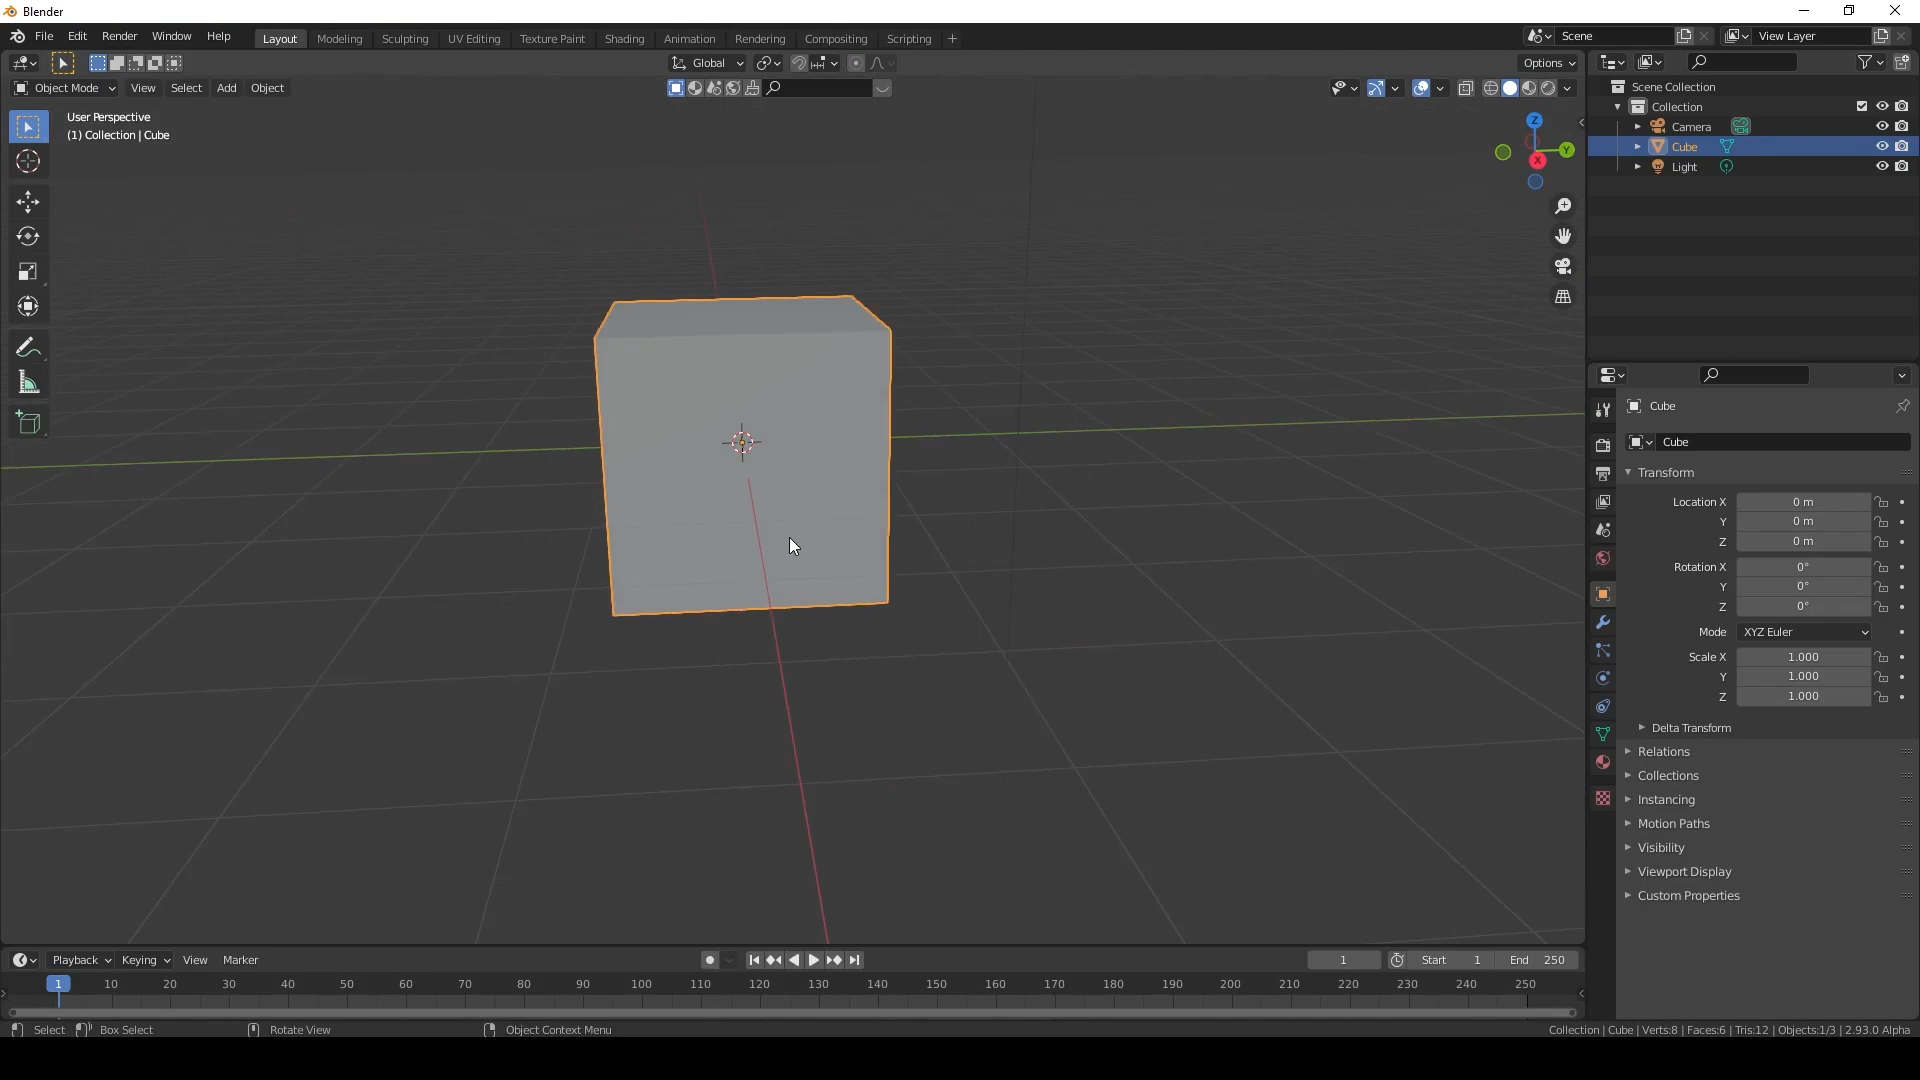 Blender
File Edit Render Window Help Layout Modeling Sculpting UV Editing Texture Paint Shading Animation Rendering Compositing Scripting + Scene View Layer
Global Options
Object Mode View Select Add Object
User Perspective
(1) Collection | Cube
Z
Y
X
Scene Collection
Collection
Camera
Cube
Light
Cube
Cube
Transform
Location X 0 m
Y 0 m
Z 0 m
Rotation X 0°
Y 0°
Z 0°
Mode XYZ Euler
Scale X 1.000
Y 1.000
Z 1.000
Delta Transform
Relations
Collections
Instancing
Motion Paths
Visibility
Viewport Display
Custom Properties
Playback Keying View Marker 1 Start 1 End 250
1 10 20 30 40 50 60 70 80 90 100 110 120 130 140 150 160 170 180 190 200 210 220 230 240 250
Select Box Select Rotate View Object Context Menu Collection | Cube | Verts:8 | Faces:6 | Tris:12 | Objects:1/3 | 2.93.0 Alpha